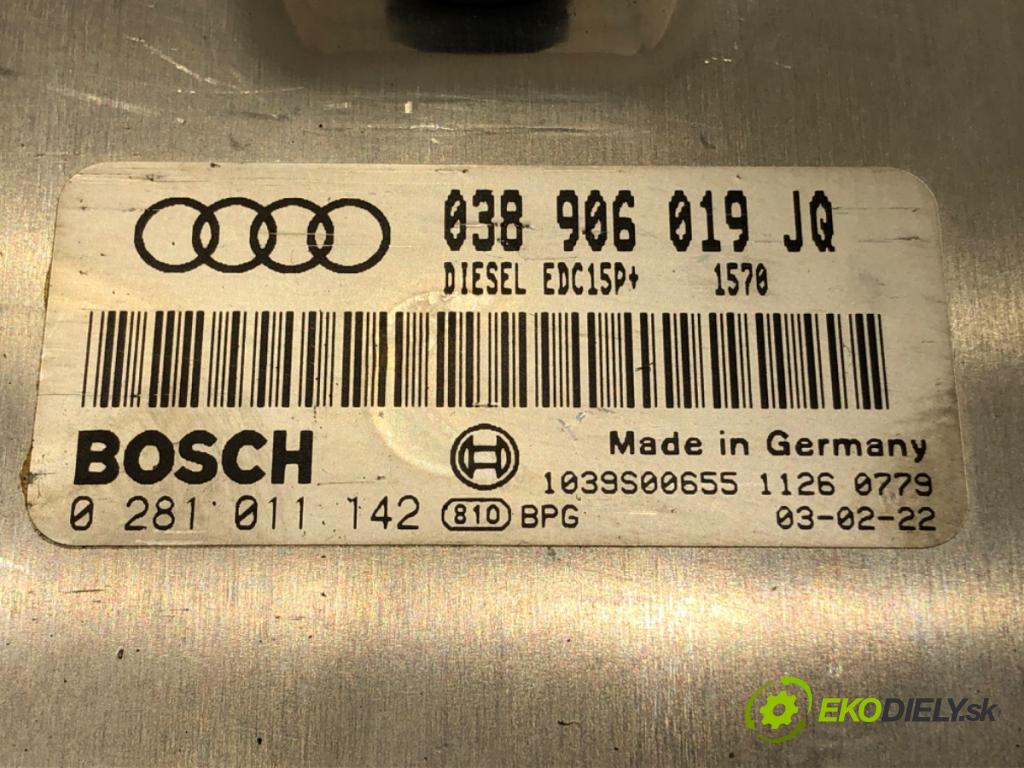 038 906 019 JQ
DIESEL EDC15P+ 1570
BOSCH
Made in Germany
1039S00655 1126 0779
0 281 011 142 810 BPG 03-02-22
EKODIELY.sk